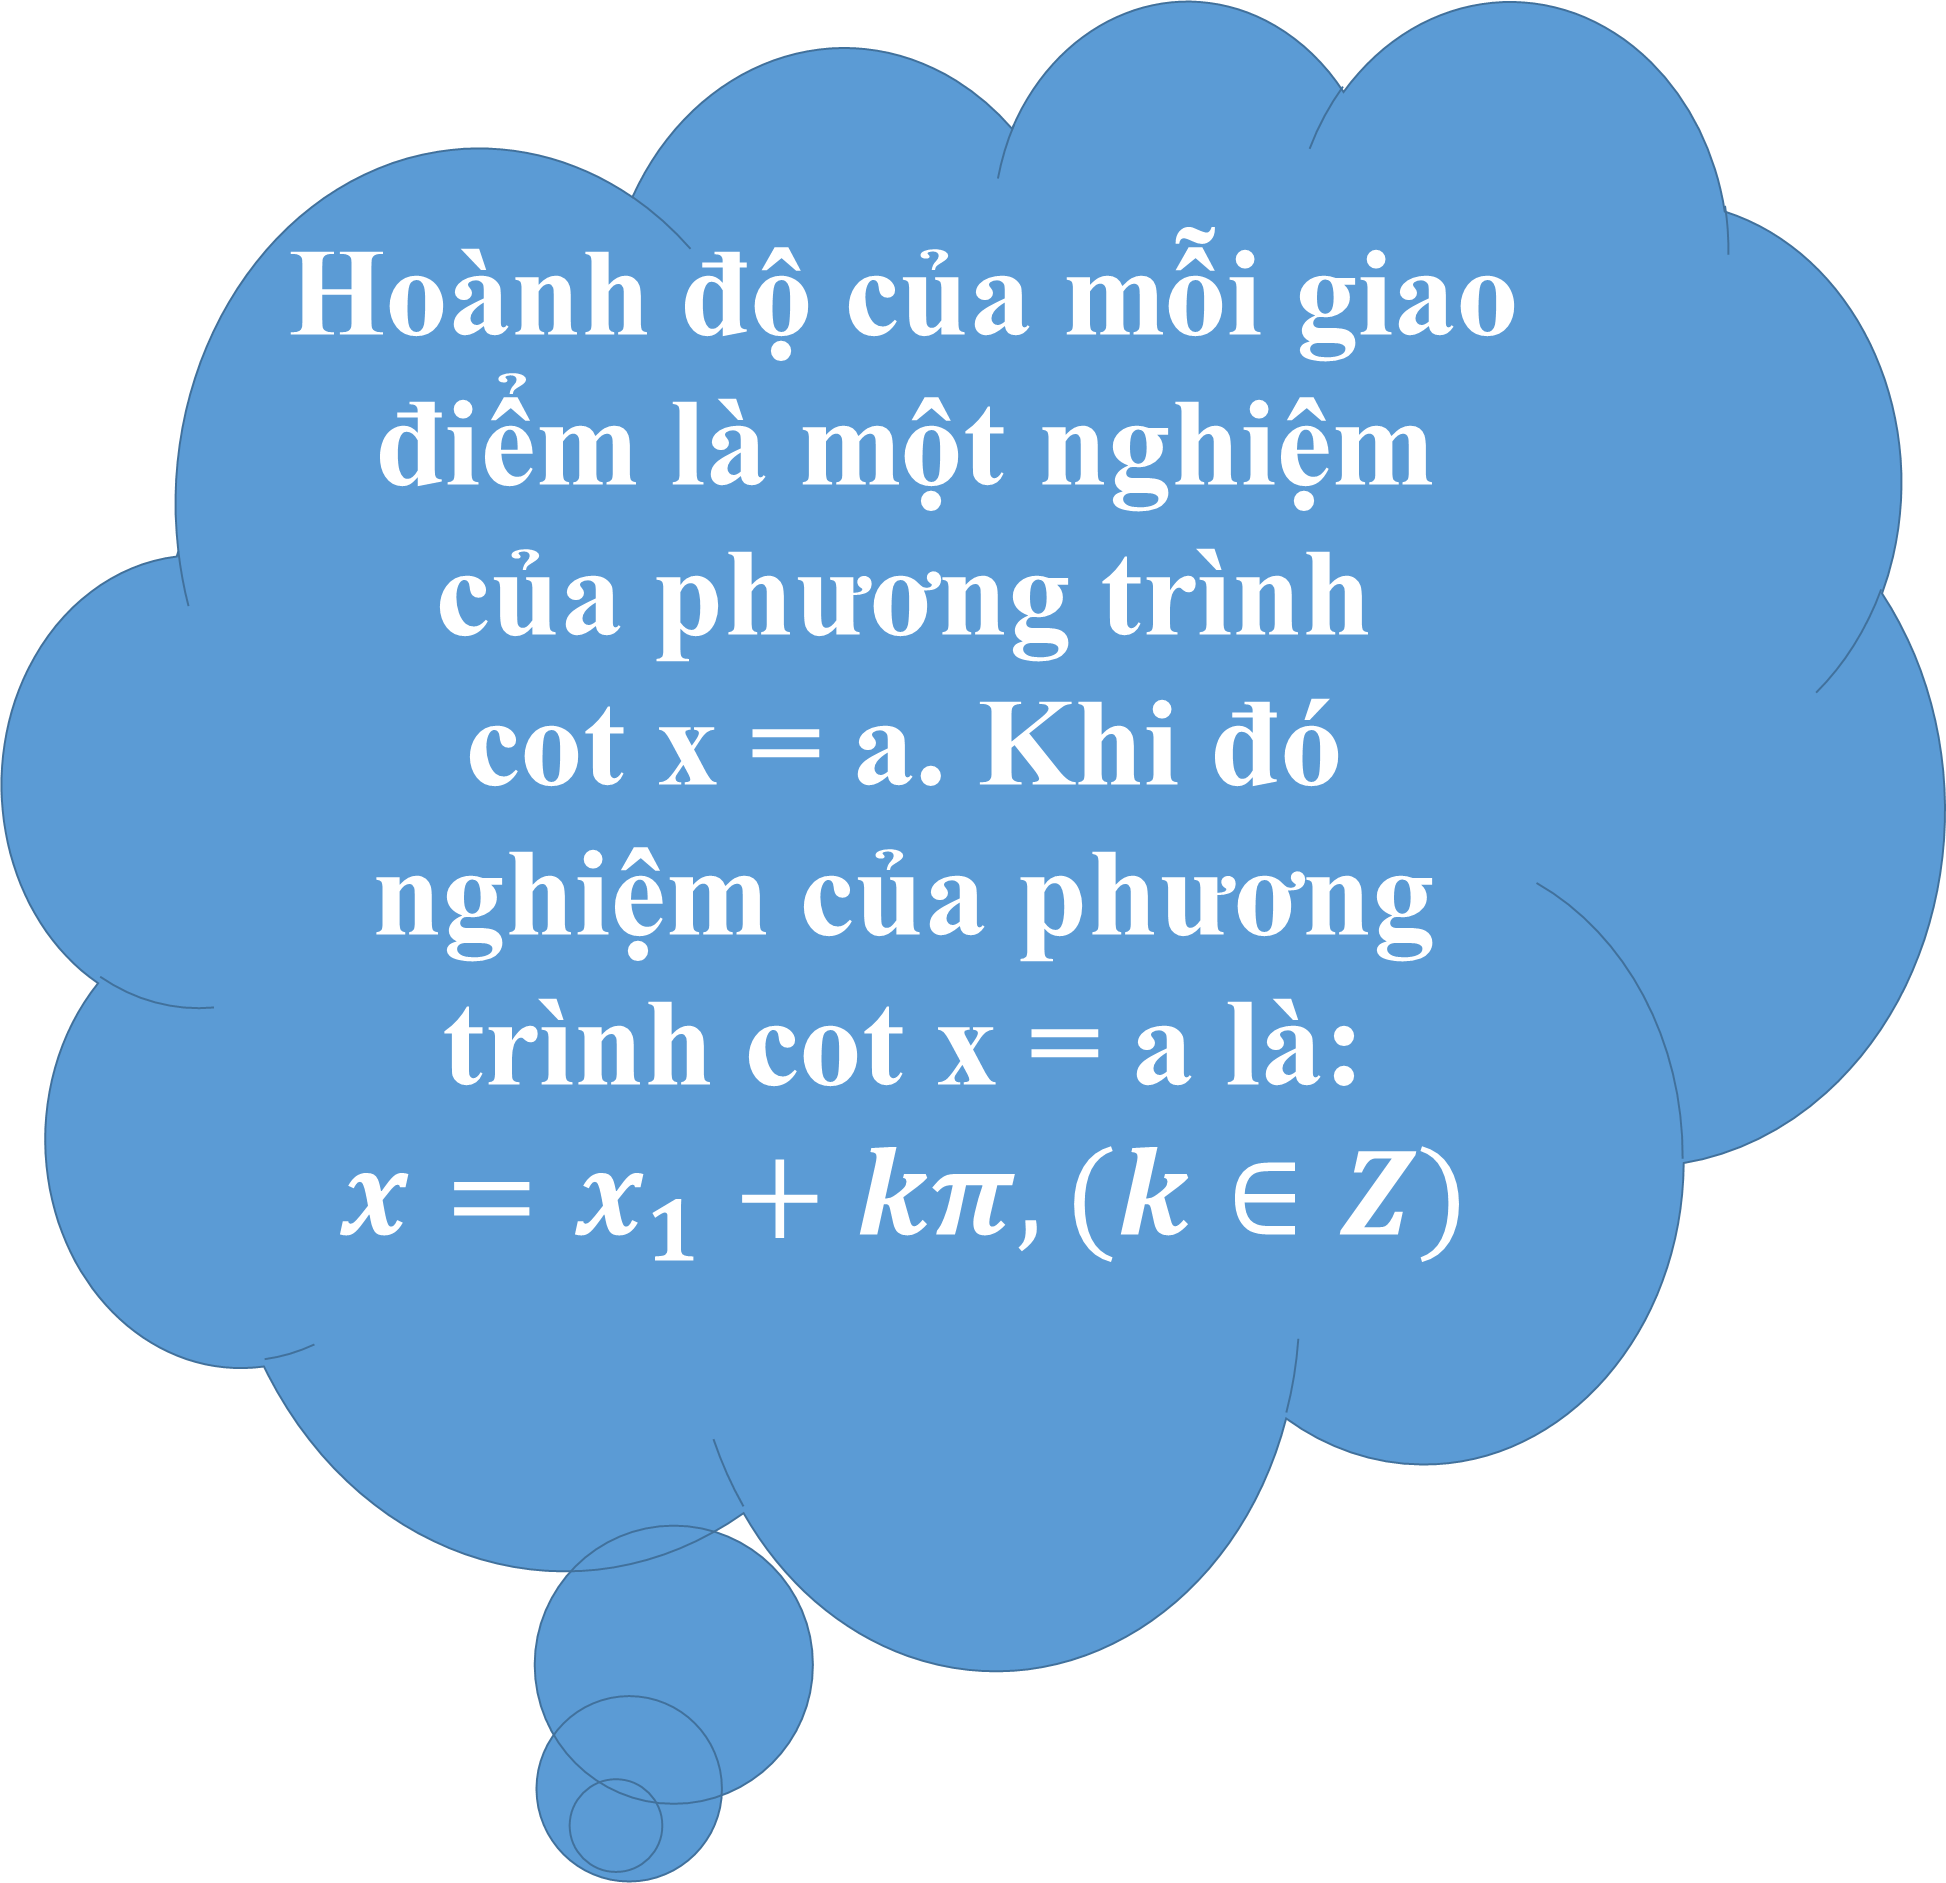 Hoành độ của mỗi giao
điểm là một nghiệm
của phương trình
cot x = a. Khi đó
nghiệm của phương
trình cot x = a là:
x = x₁ + kπ, (k ∈ Z)